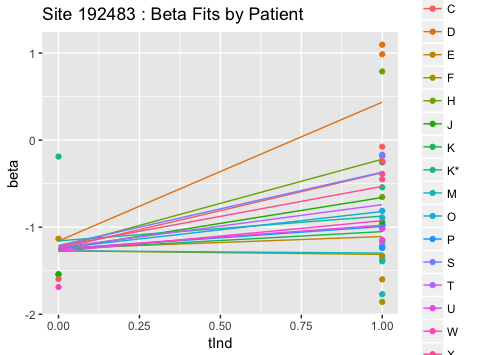 Site 192483 : Beta Fits by Patient
beta
1
0
-1
-2
0.00 0.25 0.50 0.75 1.00
tInd
C
D
E
F
H
J
K
K*
M
O
P
S
T
U
W